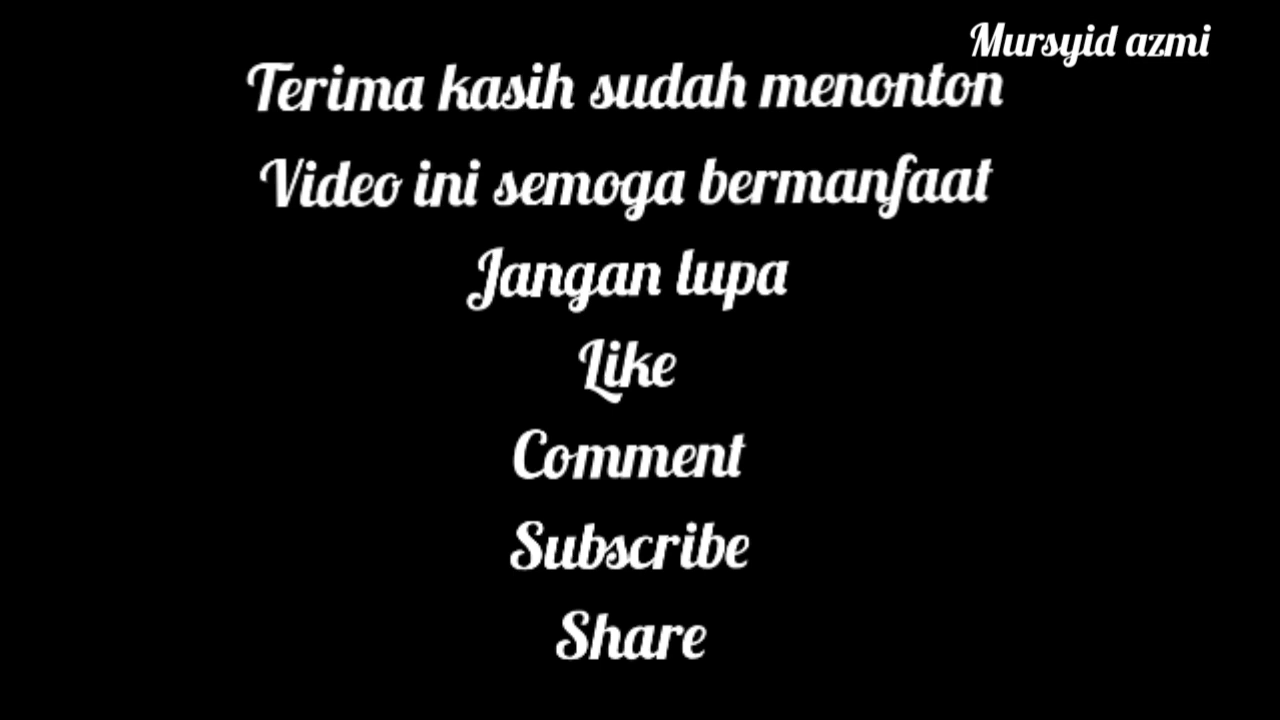 Mursyid azmi
Terima kasih sudah menonton
Video ini semoga bermanfaat
Jangan lupa
Like
Comment
Subscribe
Share